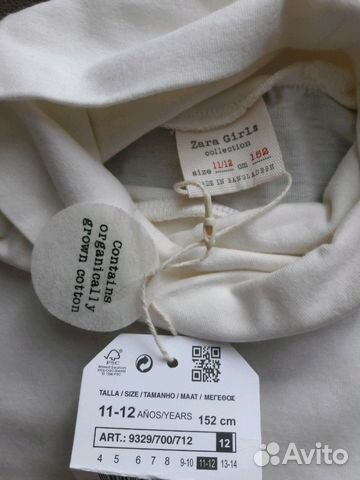 Zara Girls
collection
size 11/12 cm 152
MADE IN BANGLADESH
Contains
organically
grown cotton
FSC
TALLA / SIZE / TAMANHO / MAAT / ΜΕΓΕΘΟΣ
11-12 AÑOS/YEARS 152 cm
ART.: 9329/700/712 12
4 5 6 7 8 9-10 11-12 13-14
Avito